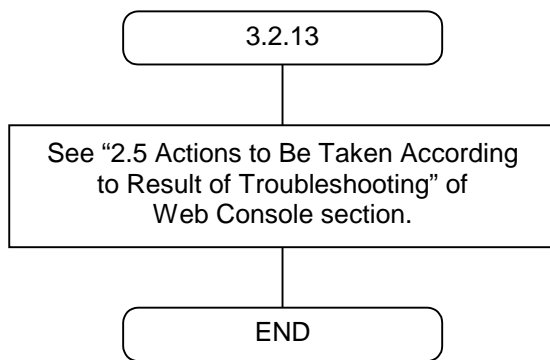 3.2.13
See “2.5 Actions to Be Taken According
to Result of Troubleshooting” of
Web Console section.
END